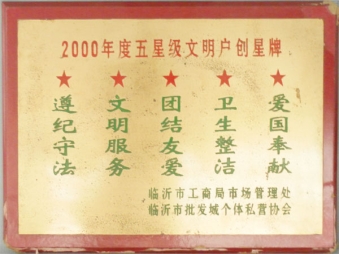 2000年度五星级文明户创星牌
★ ★ ★ ★ ★
遵纪守法
文明服务
团结友爱
卫生整洁
爱国奉献
临沂市工商局市场管理处
临沂市批发城个体私营协会